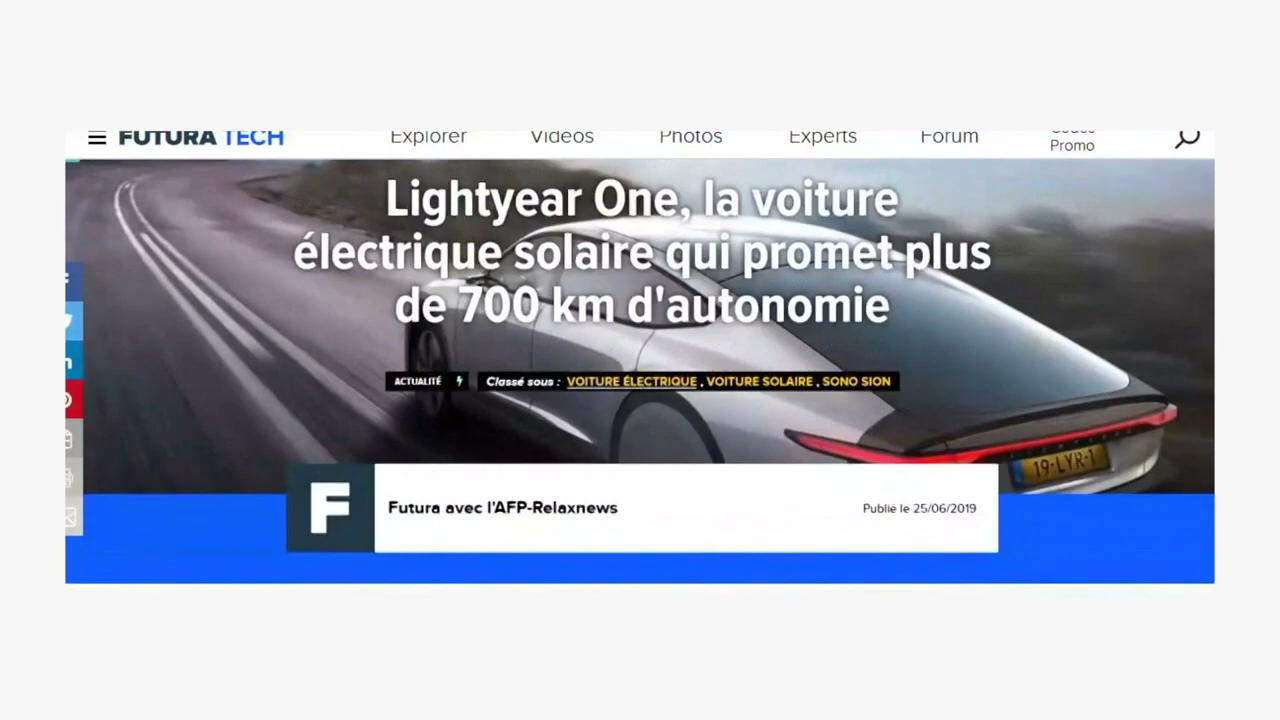 FUTURA TECH Explorer Vidéos Photos Experts Forum
Promo
Lightyear One, la voiture
électrique solaire qui promet plus
de 700 km d'autonomie
ACTUALITÉ Classé sous : VOITURE ÉLECTRIQUE , VOITURE SOLAIRE , SONO SION
19-LYR-1
F
Futura avec l'AFP-Relaxnews Publié le 25/06/2019